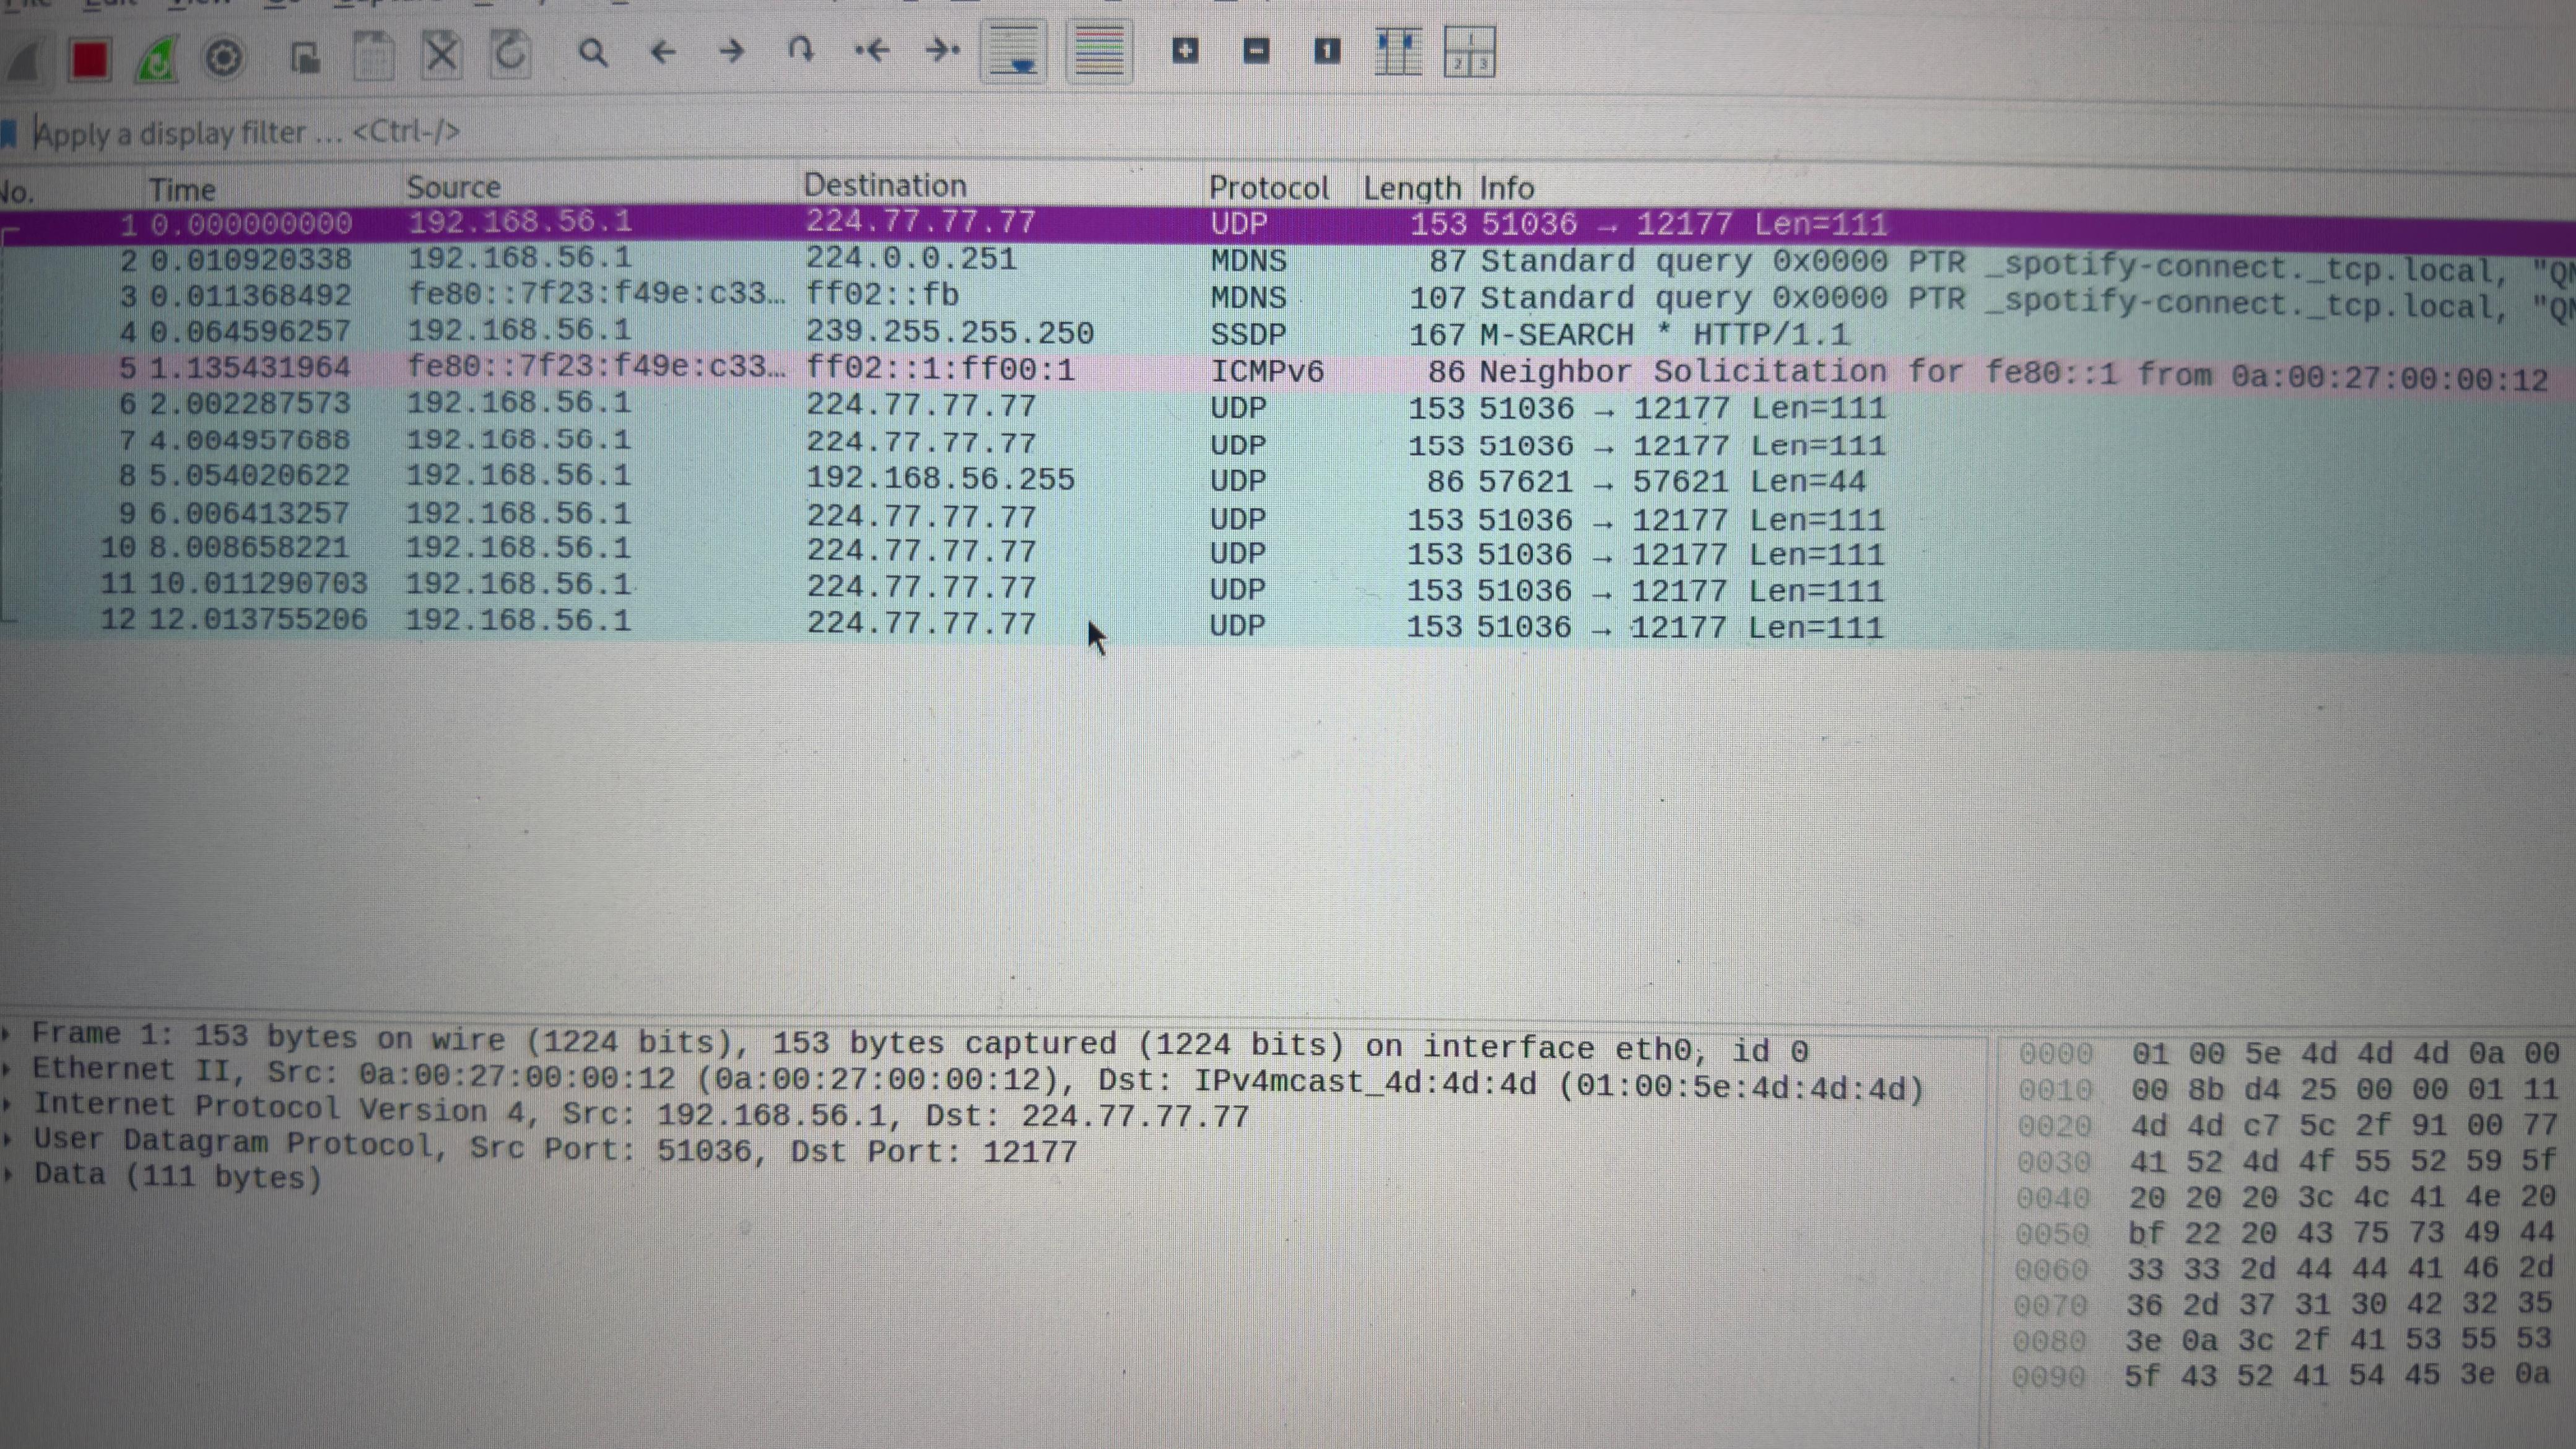 Apply a display filter ... <Ctrl-/>
No. Time Source Destination Protocol Length Info
1 0.000000000 192.168.56.1 224.77.77.77 UDP 153 51036 → 12177 Len=111
2 0.010920338 192.168.56.1 224.0.0.251 MDNS 87 Standard query 0x0000 PTR _spotify-connect._tcp.local, "QM
3 0.011368492 fe80::7f23:f49e:c33… ff02::fb MDNS 107 Standard query 0x0000 PTR _spotify-connect._tcp.local, "QM
4 0.064596257 192.168.56.1 239.255.255.250 SSDP 167 M-SEARCH * HTTP/1.1
5 1.135431964 fe80::7f23:f49e:c33… ff02::1:ff00:1 ICMPv6 86 Neighbor Solicitation for fe80::1 from 0a:00:27:00:00:12
6 2.002287573 192.168.56.1 224.77.77.77 UDP 153 51036 → 12177 Len=111
7 4.004957688 192.168.56.1 224.77.77.77 UDP 153 51036 → 12177 Len=111
8 5.054020622 192.168.56.1 192.168.56.255 UDP 86 57621 → 57621 Len=44
9 6.006413257 192.168.56.1 224.77.77.77 UDP 153 51036 → 12177 Len=111
10 8.008658221 192.168.56.1 224.77.77.77 UDP 153 51036 → 12177 Len=111
11 10.011290703 192.168.56.1 224.77.77.77 UDP 153 51036 → 12177 Len=111
12 12.013755206 192.168.56.1 224.77.77.77 UDP 153 51036 → 12177 Len=111
Frame 1: 153 bytes on wire (1224 bits), 153 bytes captured (1224 bits) on interface eth0, id 0
Ethernet II, Src: 0a:00:27:00:00:12 (0a:00:27:00:00:12), Dst: IPv4mcast_4d:4d:4d (01:00:5e:4d:4d:4d)
Internet Protocol Version 4, Src: 192.168.56.1, Dst: 224.77.77.77
User Datagram Protocol, Src Port: 51036, Dst Port: 12177
Data (111 bytes)
0000 01 00 5e 4d 4d 4d 0a 00
0010 00 8b d4 25 00 00 01 11
0020 4d 4d c7 5c 2f 91 00 77
0030 41 52 4d 4f 55 52 59 5f
0040 20 20 20 3c 4c 41 4e 20
0050 bf 22 20 43 75 73 49 44
0060 33 33 2d 44 44 41 46 2d
0070 36 2d 37 31 30 42 32 35
0080 3e 0a 3c 2f 41 53 55 53
0090 5f 43 52 41 54 45 3e 0a